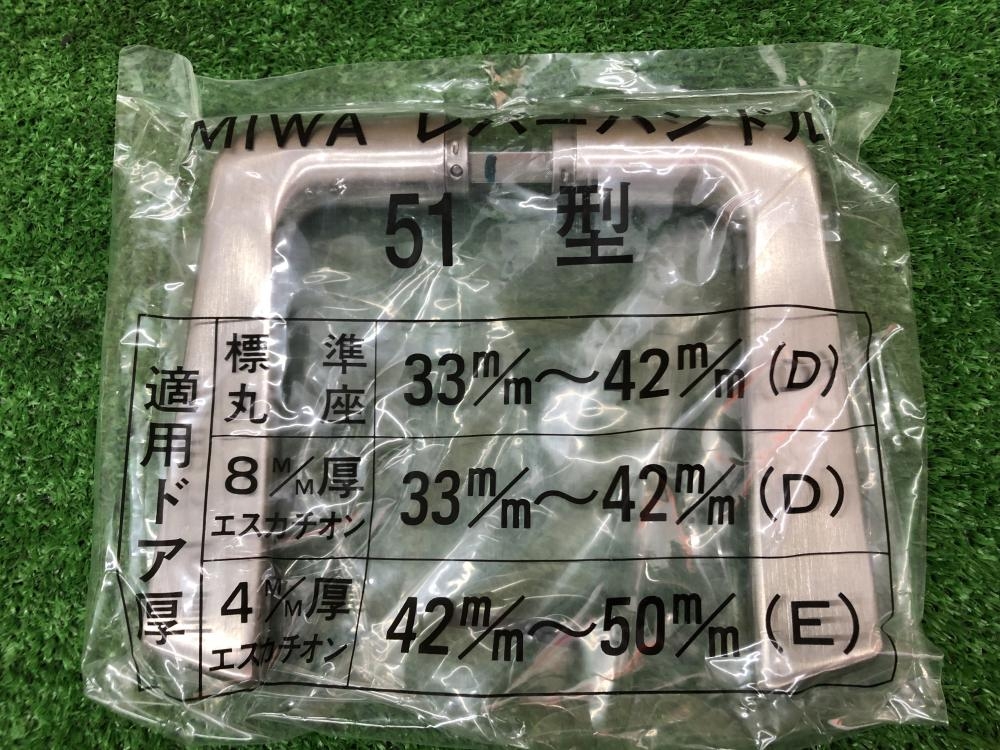 MIWA レバーハンドル
51 型
適用ドア厚
標準
丸座
33m/m～42m/m (D)
8M/M厚
エスカチオン
33m/m～42m/m (D)
4M/M厚
エスカチオン
42m/m～50m/m (E)